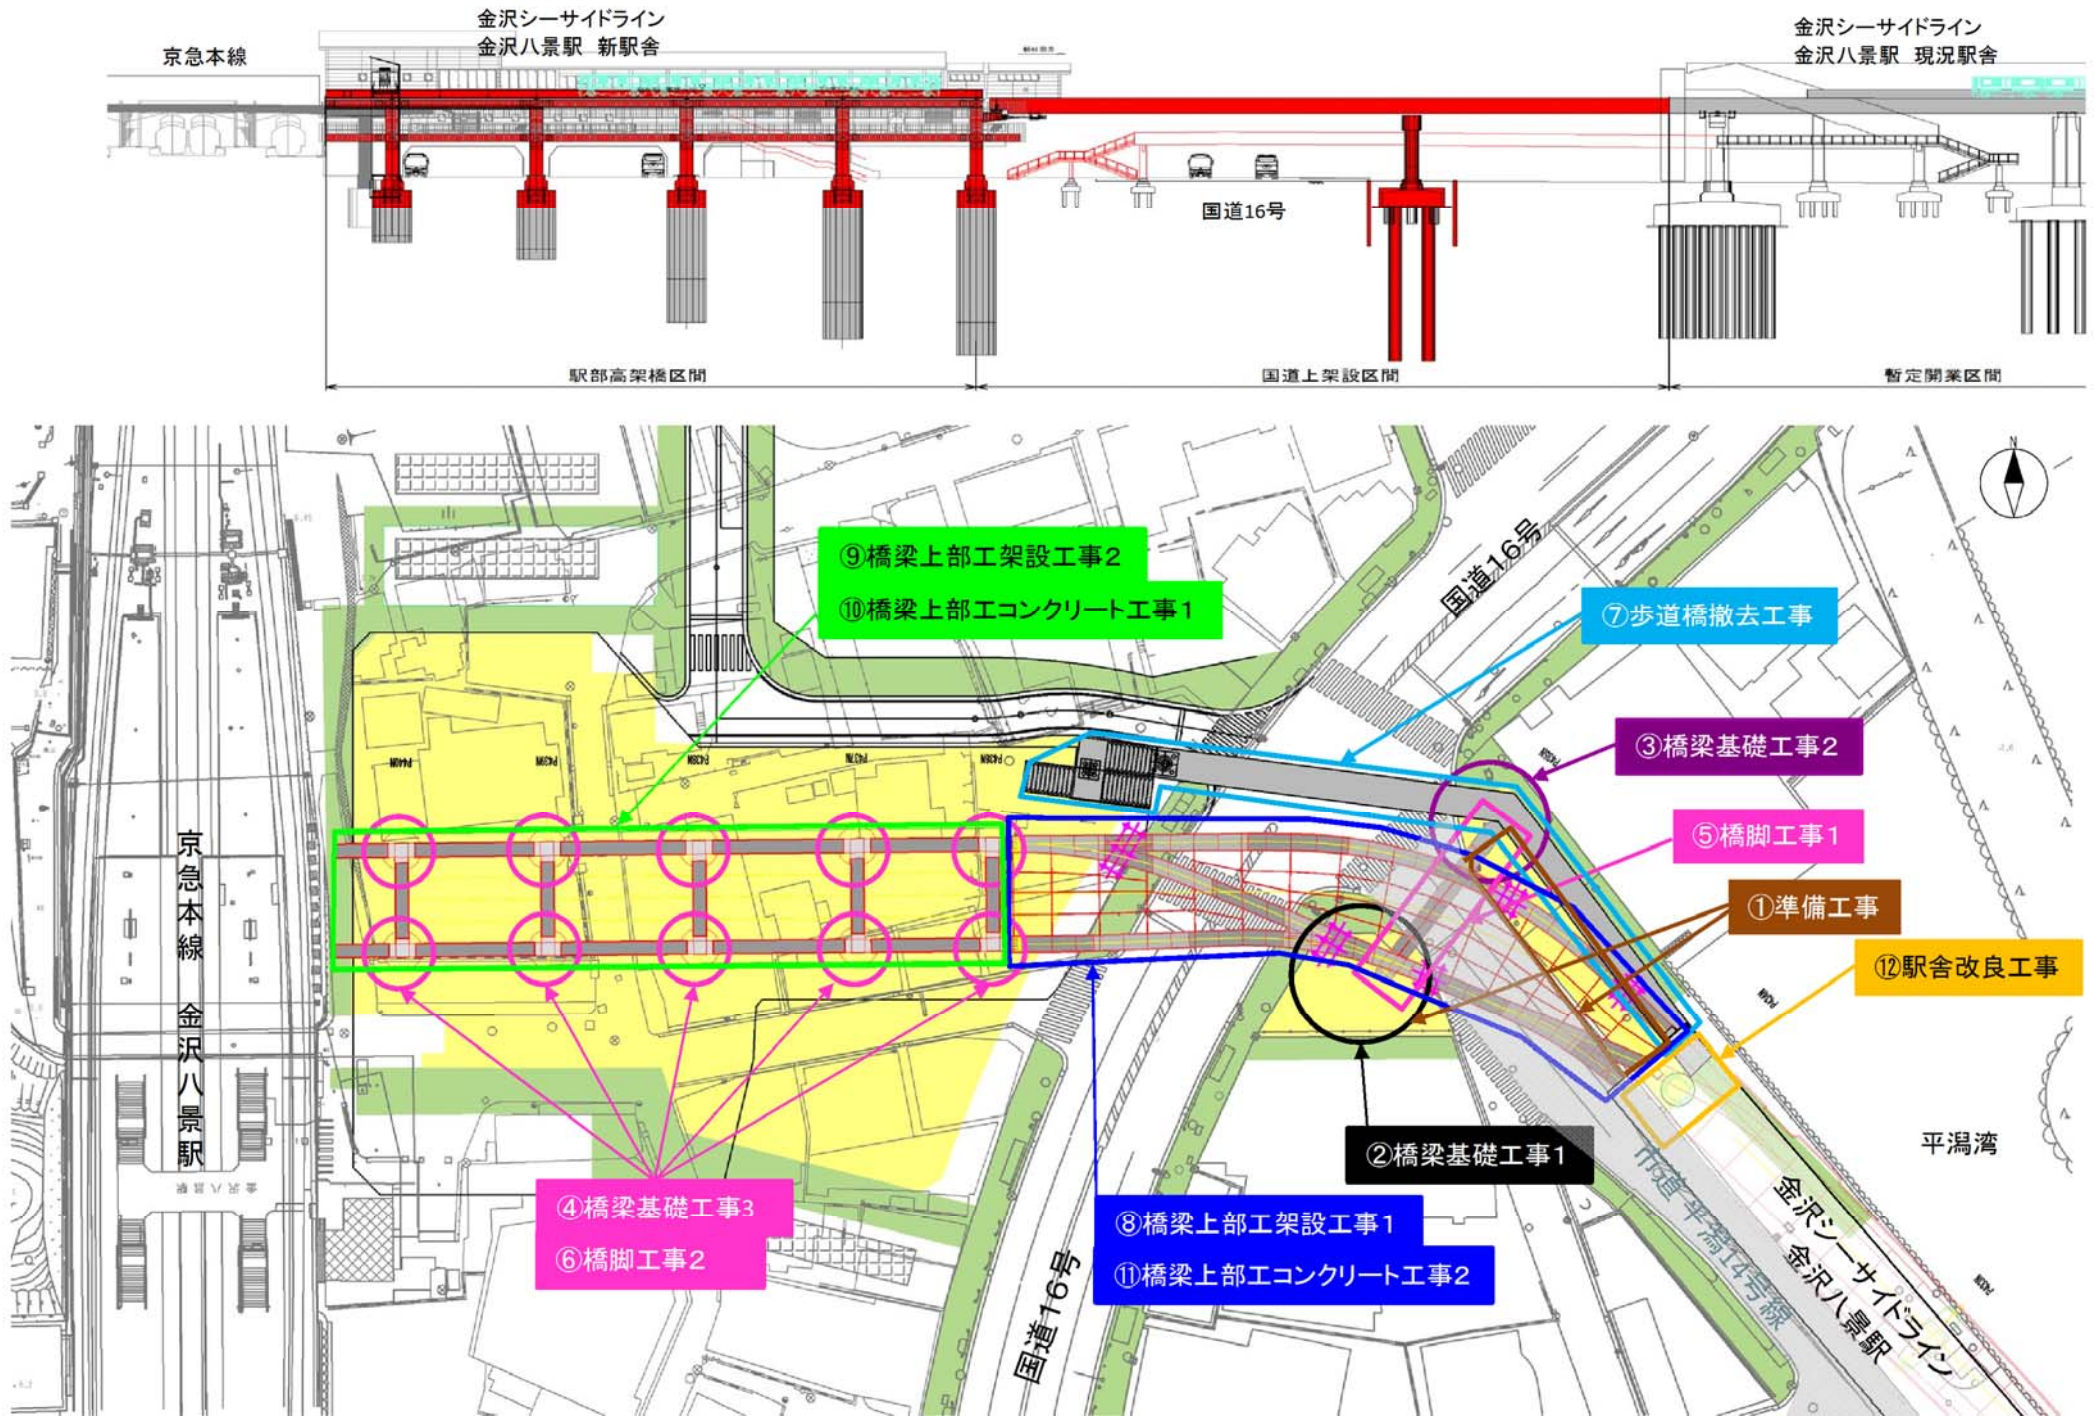 京急本線
金沢シーサイドライン
金沢八景駅 新駅舎
金沢シーサイドライン
金沢八景駅 現況駅舎
国道16号
駅部高架橋区間
国道上架設区間
暫定開業区間
N
⑨橋梁上部工架設工事2
⑩橋梁上部工コンクリート工事1
国道16号
⑦歩道橋撤去工事
③橋梁基礎工事2
⑤橋脚工事1
①準備工事
⑫駅舎改良工事
P440N
P439N
P438N
P437N
P436N
京急本線 金沢八景駅
金沢八景駅
②橋梁基礎工事1
平潟湾
④橋梁基礎工事3
⑥橋脚工事2
⑧橋梁上部工架設工事1
⑪橋梁上部工コンクリート工事2
国道16号
市道 平潟14号線
金沢シーサイドライン
金沢八景駅